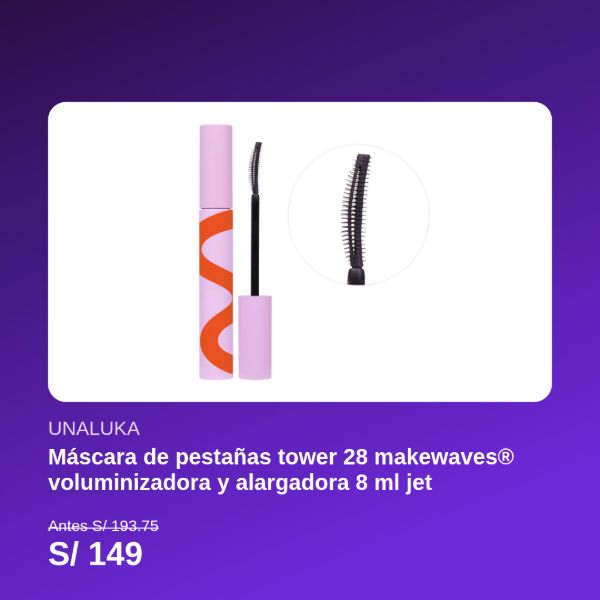 UNALUKA
Máscara de pestañas tower 28 makewaves®
voluminizadora y alargadora 8 ml jet
Antes S/ 193.75
S/ 149